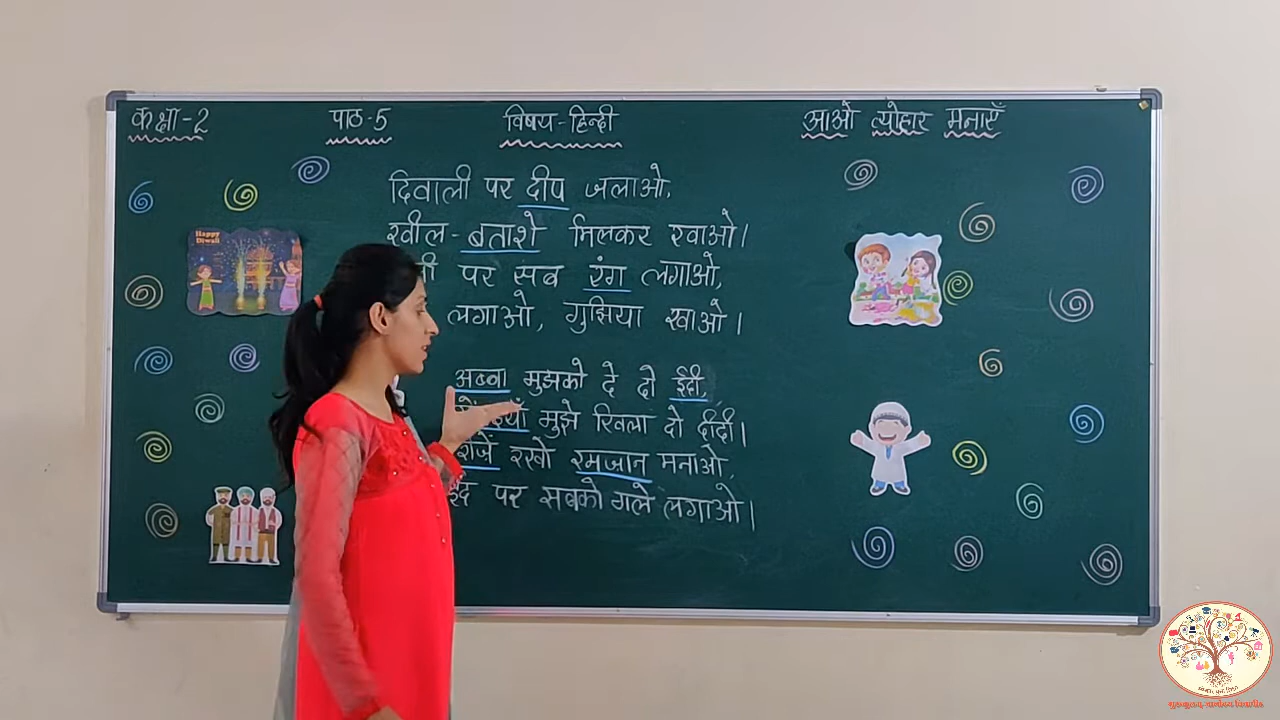 कक्षा-2 पाठ-5 विषय-हिन्दी आओ त्योहार मनाएँ
दिवाली पर दीप जलाओ,
खील-बताशे मिलकर खाओ।
पर सब रंग लगाओ,
लगाओ, गुझिया खाओ।
अब्बा मुझको दे दो ईदी,
मुझे खिला दो दीदी।
रोज़ें रखो रमजान मनाओ,
ईद पर सबको गले लगाओ।
Happy Diwali